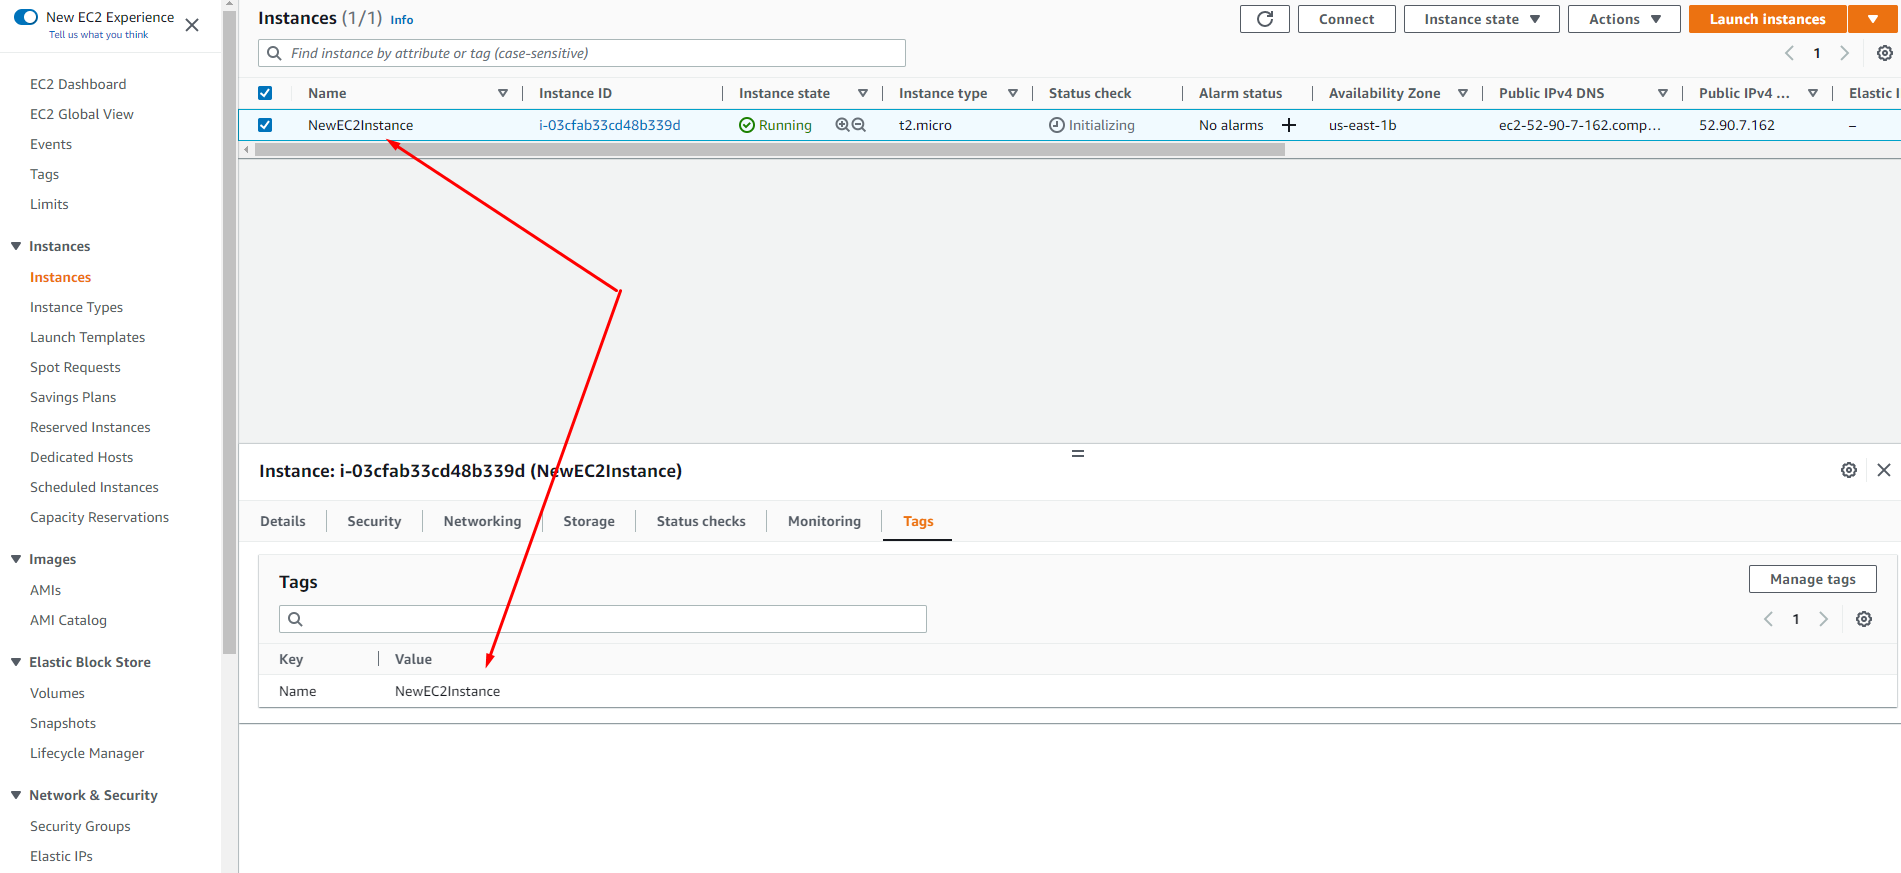 New EC2 Experience
Tell us what you think
EC2 Dashboard
EC2 Global View
Events
Tags
Limits
Instances
Instances
Instance Types
Launch Templates
Spot Requests
Savings Plans
Reserved Instances
Dedicated Hosts
Scheduled Instances
Capacity Reservations
Images
AMIs
AMI Catalog
Elastic Block Store
Volumes
Snapshots
Lifecycle Manager
Network & Security
Security Groups
Elastic IPs
Instances (1/1) Info
Connect
Instance state
Actions
Launch instances
Find instance by attribute or tag (case-sensitive)
1
Name Instance ID Instance state Instance type Status check Alarm status Availability Zone Public IPv4 DNS Public IPv4 ... Elastic I
NewEC2Instance i-03cfab33cd48b339d Running t2.micro Initializing No alarms + us-east-1b ec2-52-90-7-162.comp... 52.90.7.162 –
Instance: i-03cfab33cd48b339d (NewEC2Instance)
Details Security Networking Storage Status checks Monitoring Tags
Tags
Manage tags
1
Key Value
Name NewEC2Instance